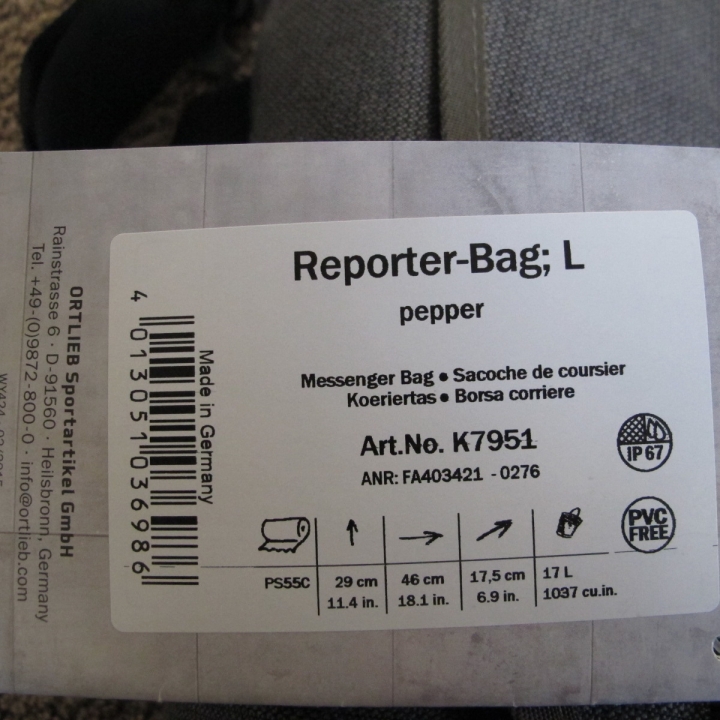 Reporter-Bag; L
pepper
Messenger Bag • Sacoche de coursier
Koeriertas • Borsa corriere
Art.No. K7951
ANR: FA403421 - 0276
IP 67
PVC
FREE
PS55C
29 cm
11.4 in.
46 cm
18.1 in.
17,5 cm
6.9 in.
17 L
1037 cu.in.
Made in Germany
4 013051 036986
ORTLIEB Sportartikel GmbH
Rainstrasse 6 · D-91560 · Heilsbronn, Germany
Tel. +49-(0)9872-800-0 · info@ortlieb.com